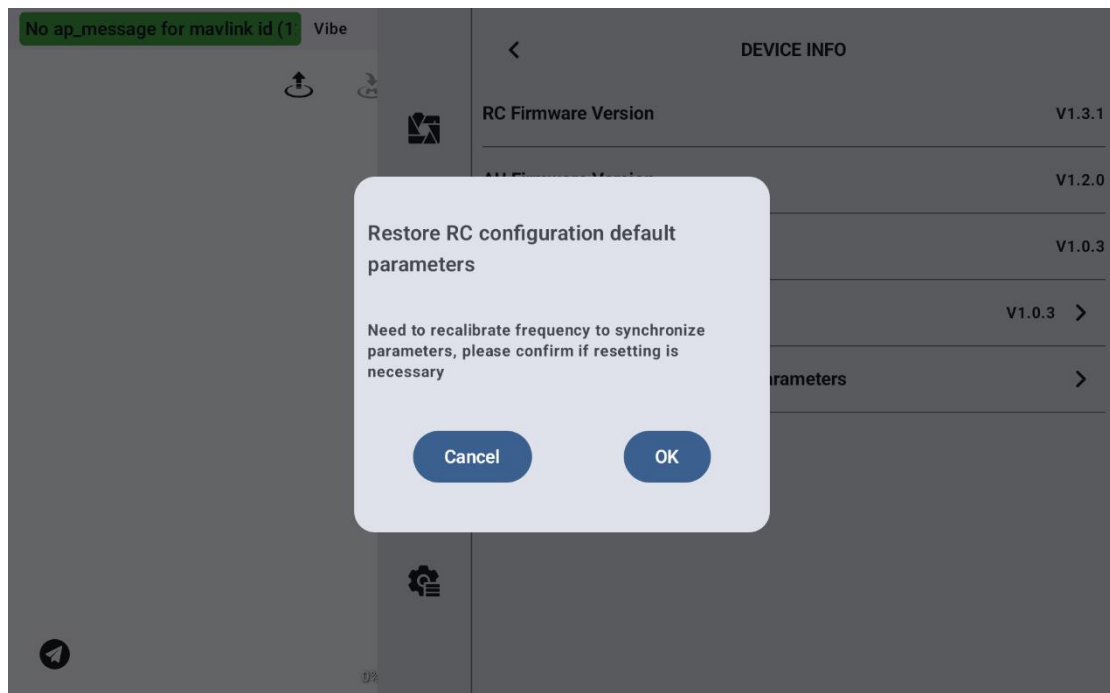 No ap_message for mavlink id (1
Vibe
DEVICE INFO
RC Firmware Version
V1.3.1
V1.2.0
Restore RC configuration default
parameters
V1.0.3
Need to recalibrate frequency to synchronize
parameters, please confirm if resetting is
necessary
V1.0.3
Cancel
OK
0%